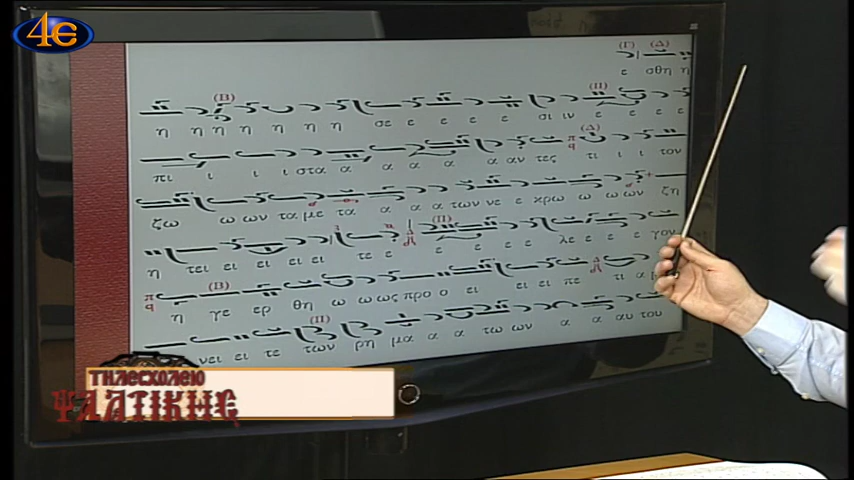 4Ε
(Γ) (Δ)
ε σθη η
(Β) (Π)
η η η η η η η σε ε ε ε ε σι ιν ε ε ε ε
πι ι ι ι στα α α α α α αν τες τι ι ι τον
π q (Δ)
ζω ω ων τα με τα α α α α των νε ε κρω ω ω ων ζη
η τει ει ει ει ει τε ε ε ε ε ε ε λε ε ε ε γον
(Π)
π q (Β)
η γε ερ θη ω ω ως προ ο ει ει ει πε τι
νει ει τε των ρη μα α α τω ων α α αυ του
(Π)
ΤΗΛΕΣΧΟΛΕΙΟ
ΨΑΛΤΙΚΗΣ